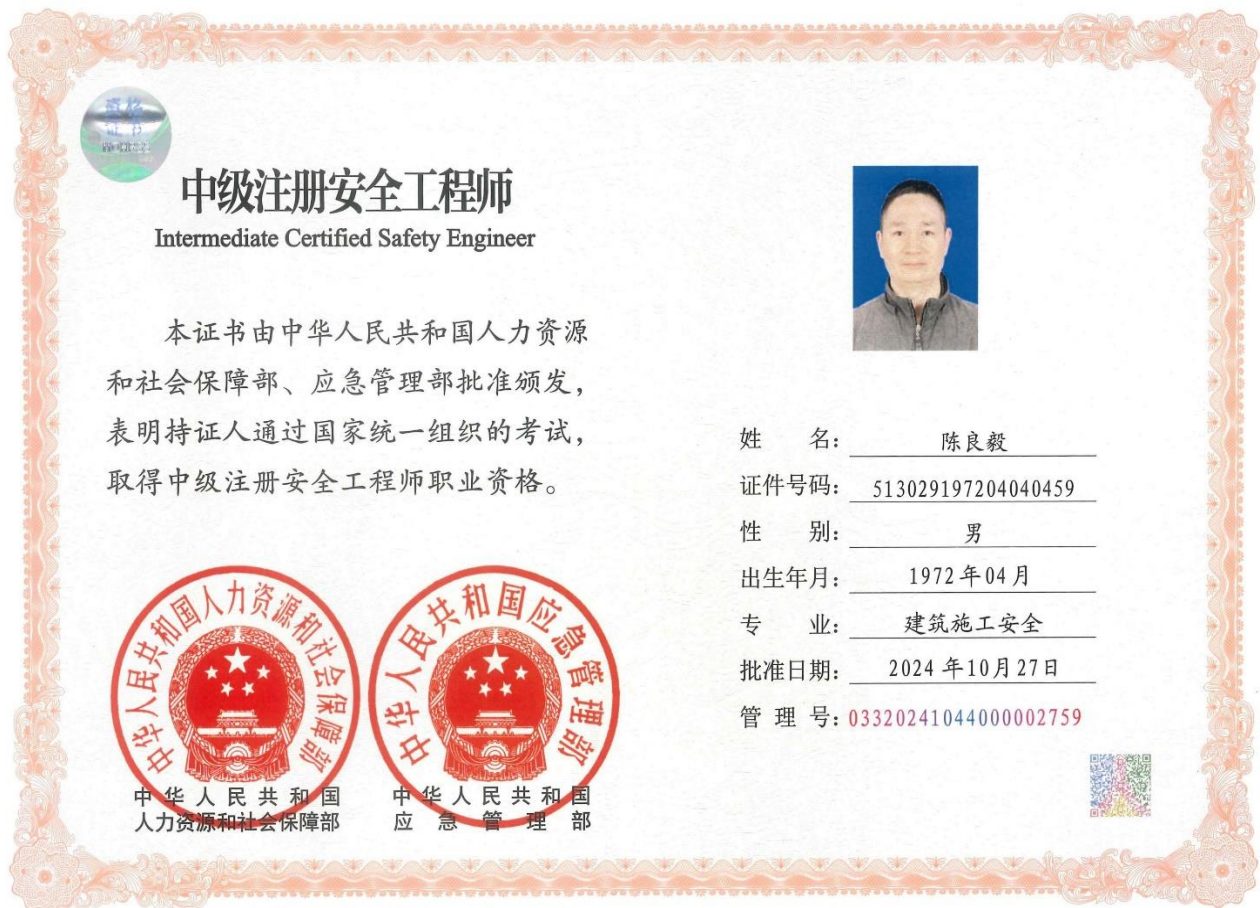 资格
证书
中级注册安全工程师
Intermediate Certified Safety Engineer
本证书由中华人民共和国人力资源
和社会保障部、应急管理部批准颁发，
表明持证人通过国家统一组织的考试，
取得中级注册安全工程师职业资格。
姓 名： 陈良毅
证件号码： 513029197204040459
性 别： 男
出生年月： 1972年04月
专 业： 建筑施工安全
批准日期： 2024年10月27日
管 理 号：03320241044000002759
中华人民共和国人力资源和社会保障部
中华人民共和国应急管理部
中华人民共和国
人力资源和社会保障部
中华人民共和国
应急管理部